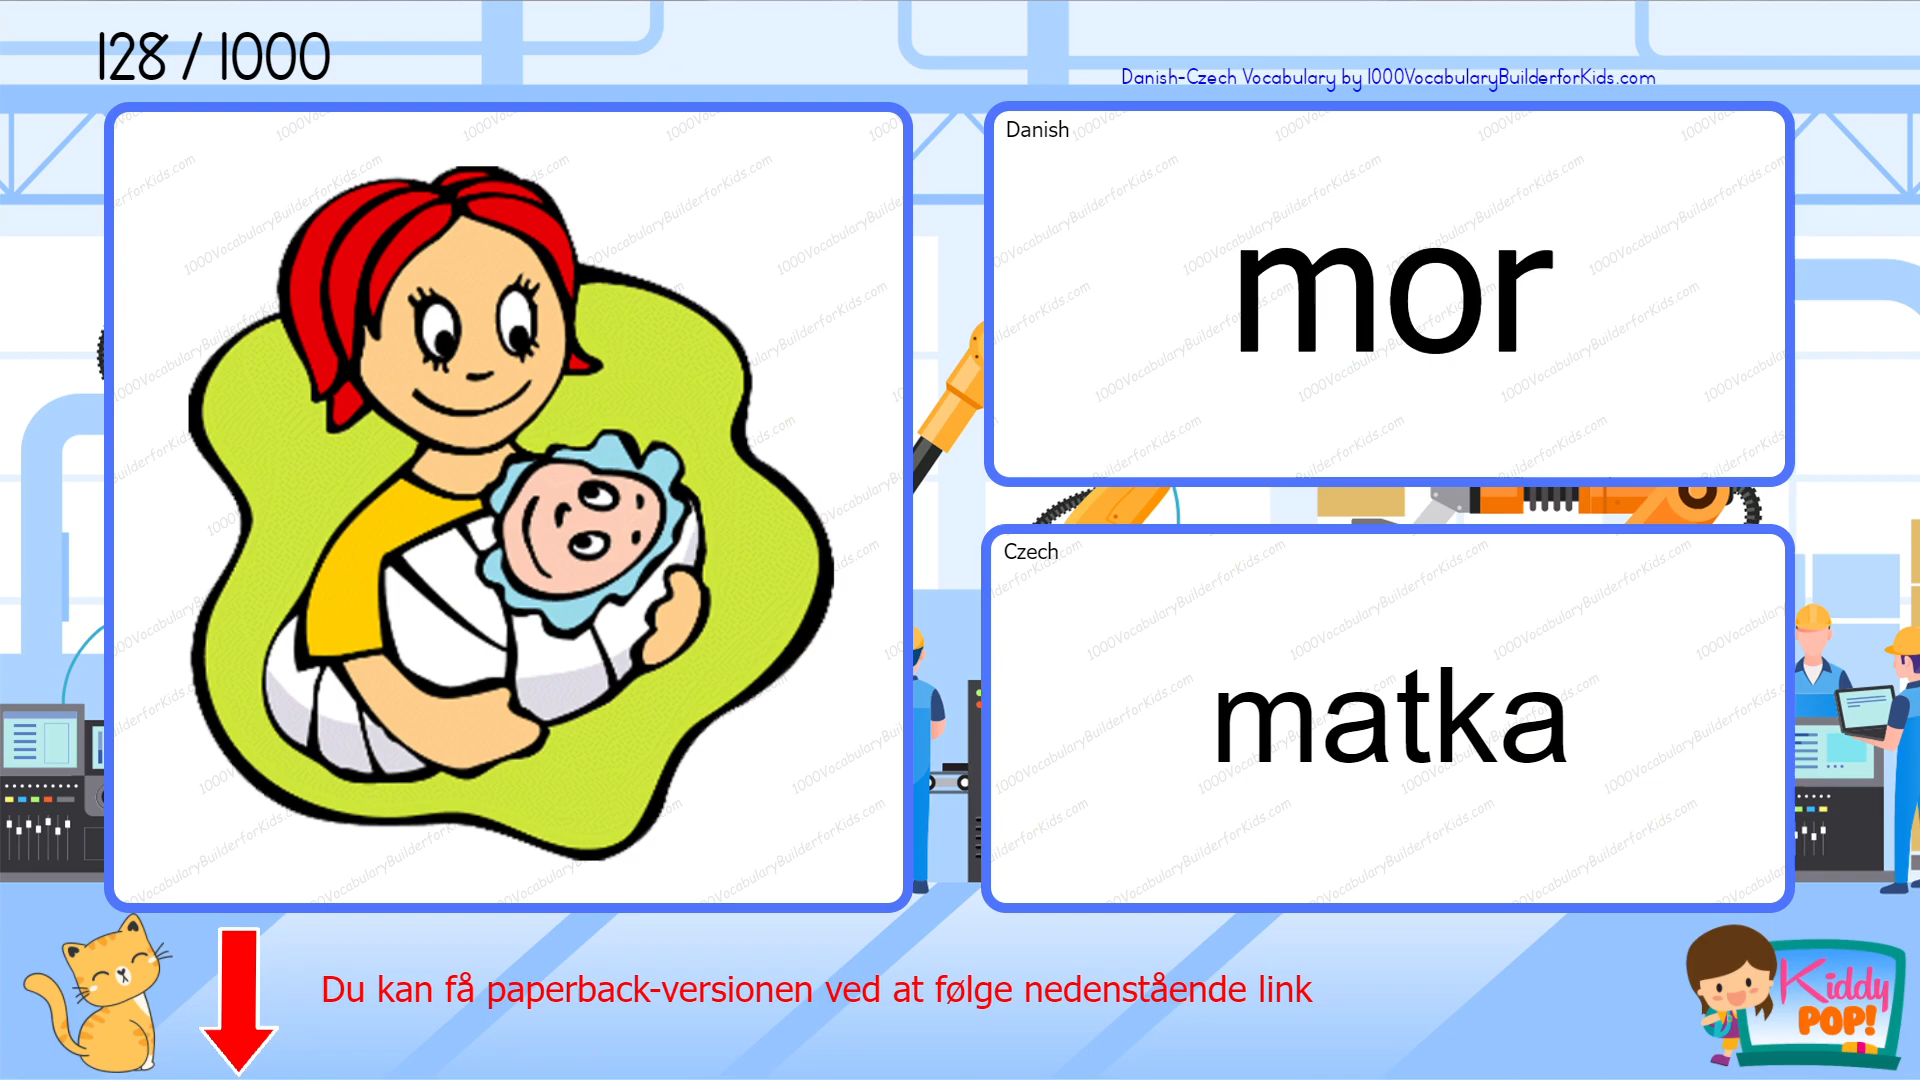 128 / 1000
Danish-Czech Vocabulary by 1000VocabularyBuilderforKids.com
Danish
mor
Czech
matka
Du kan få paperback-versionen ved at følge nedenstående link
Kiddy
POP!